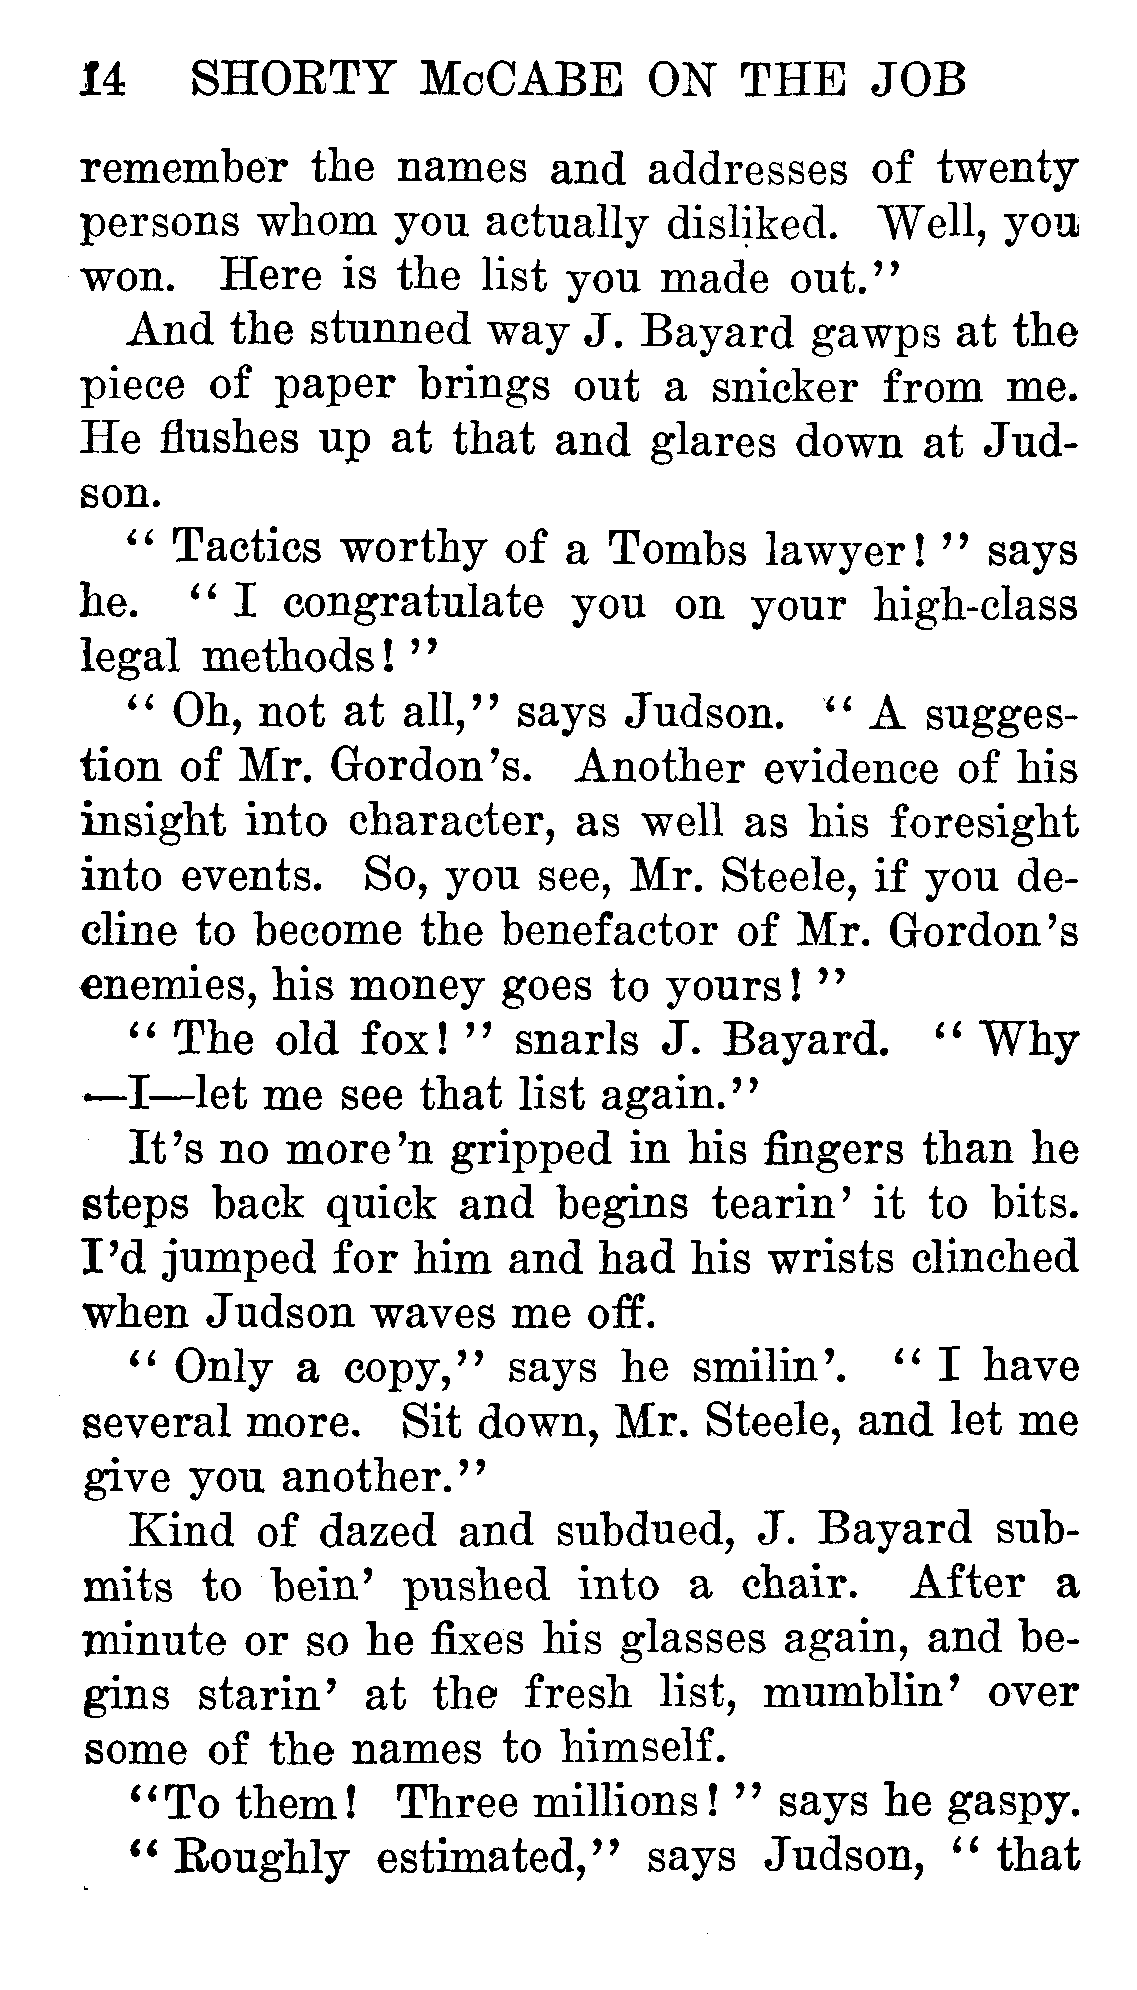 14 SHORTY McCABE ON THE JOB
remember the names and addresses of twenty
persons whom you actually disliked. Well, you
won. Here is the list you made out."
And the stunned way J. Bayard gawps at the
piece of paper brings out a snicker from me.
He flushes up at that and glares down at Jud-
son.
" Tactics worthy of a Tombs lawyer! " says
he. " I congratulate you on your high-class
legal methods! "
" Oh, not at all," says Judson. " A sugges-
tion of Mr. Gordon's. Another evidence of his
insight into character, as well as his foresight
into events. So, you see, Mr. Steele, if you de-
cline to become the benefactor of Mr. Gordon's
enemies, his money goes to yours! "
" The old fox! " snarls J. Bayard. " Why
—I—let me see that list again."
It's no more'n gripped in his fingers than he
steps back quick and begins tearin' it to bits.
I'd jumped for him and had his wrists clinched
when Judson waves me off.
" Only a copy," says he smilin'. " I have
several more. Sit down, Mr. Steele, and let me
give you another."
Kind of dazed and subdued, J. Bayard sub-
mits to bein' pushed into a chair. After a
minute or so he fixes his glasses again, and be-
gins starin' at the fresh list, mumblin' over
some of the names to himself.
"To them! Three millions! " says he gaspy.
" Roughly estimated," says Judson, " that